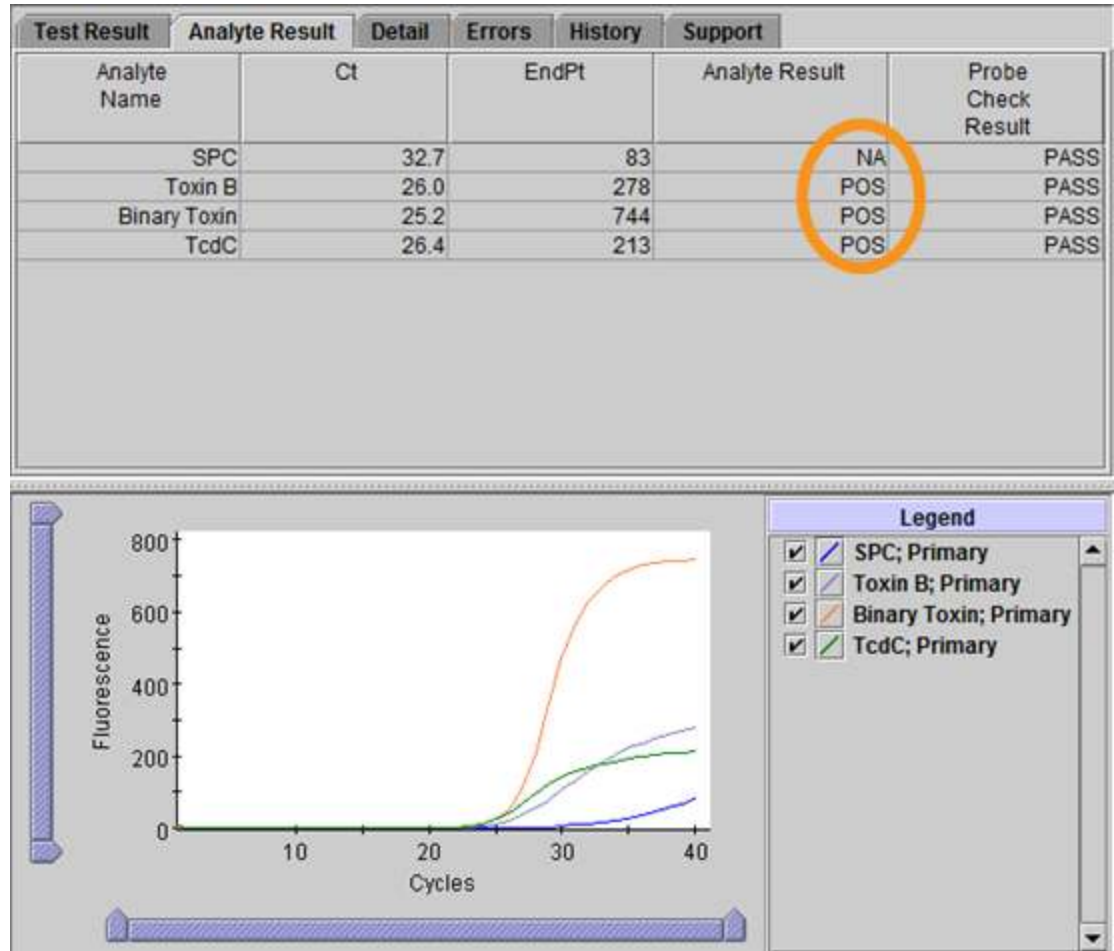 Test Result Analyte Result Detail Errors History Support
Analyte Name Ct EndPt Analyte Result Probe Check Result
SPC 32.7 83 NA PASS
Toxin B 26.0 278 POS PASS
Binary Toxin 25.2 744 POS PASS
TcdC 26.4 213 POS PASS
800
600
400
200
0
Fluorescence
10 20 30 40
Cycles
Legend
SPC; Primary
Toxin B; Primary
Binary Toxin; Primary
TcdC; Primary